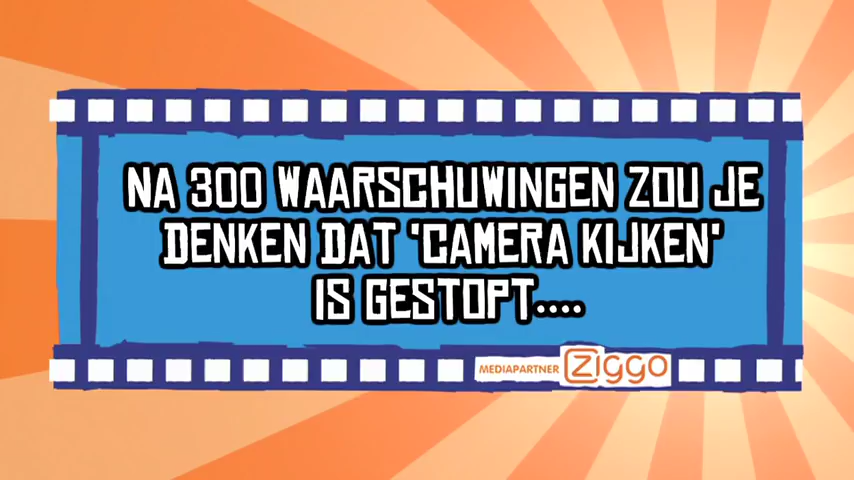 NA 300 WAARSCHUWINGEN ZOU JE
DENKEN DAT 'CAMERA KIJKEN'
IS GESTOPT....
MEDIAPARTNER ZIGGO